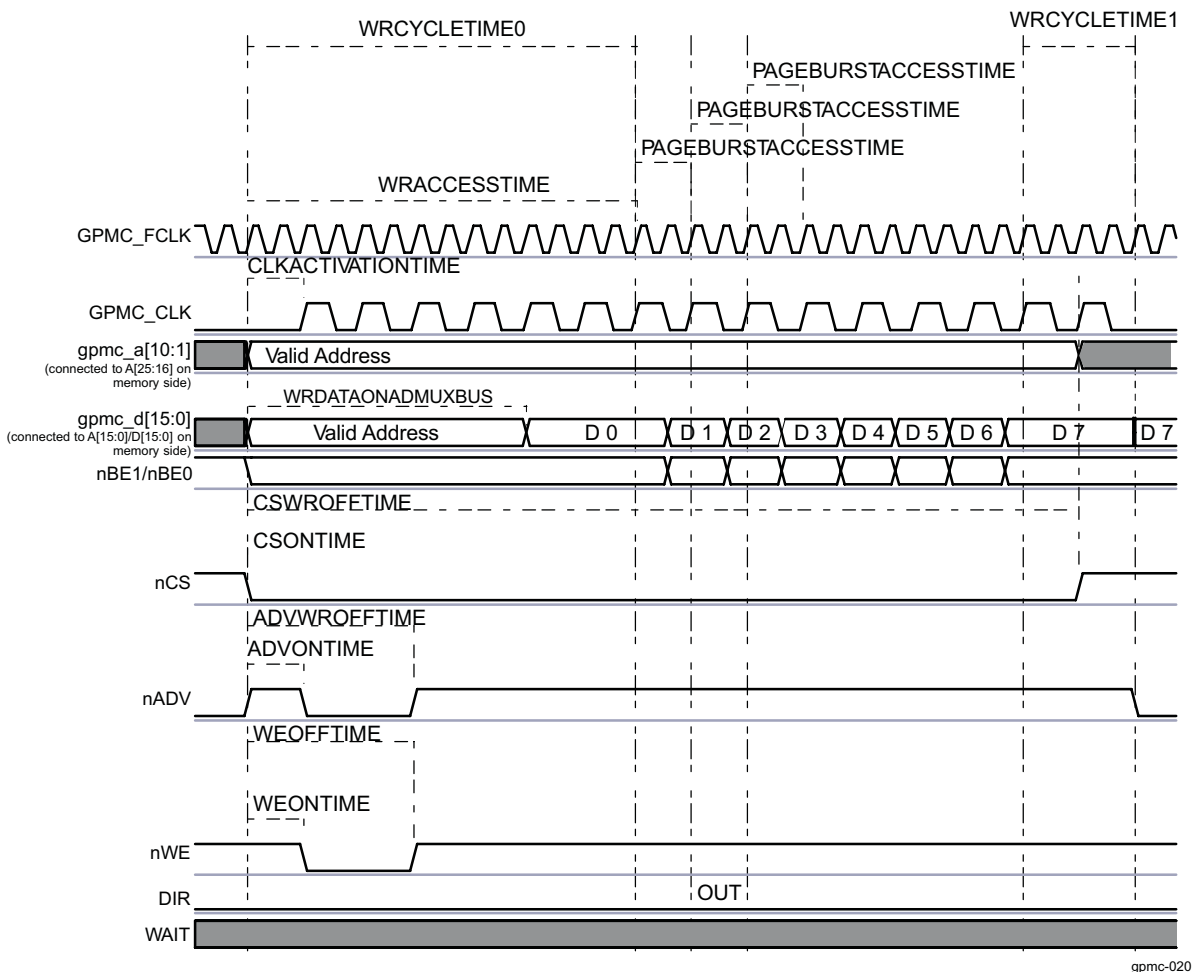 WRCYCLETIME0
WRCYCLETIME1
PAGEBURSTACCESSTIME
PAGEBURSTACCESSTIME
PAGEBURSTACCESSTIME
WRACCESSTIME
GPMC_FCLK
CLKACTIVATIONTIME
GPMC_CLK
gpmc_a[10:1]
(connected to A[25:16] on
memory side)
Valid Address
WRDATAONADMUXBUS
gpmc_d[15:0]
(connected to A[15:0]/D[15:0] on
memory side)
Valid Address D 0 D 1 D 2 D 3 D 4 D 5 D 6 D 7 D 7
nBE1/nBE0
CSWROFFTIME
CSONTIME
nCS
ADVWROFFTIME
ADVONTIME
nADV
WEOFFTIME
WEONTIME
nWE
DIR OUT
WAIT
gpmc-020